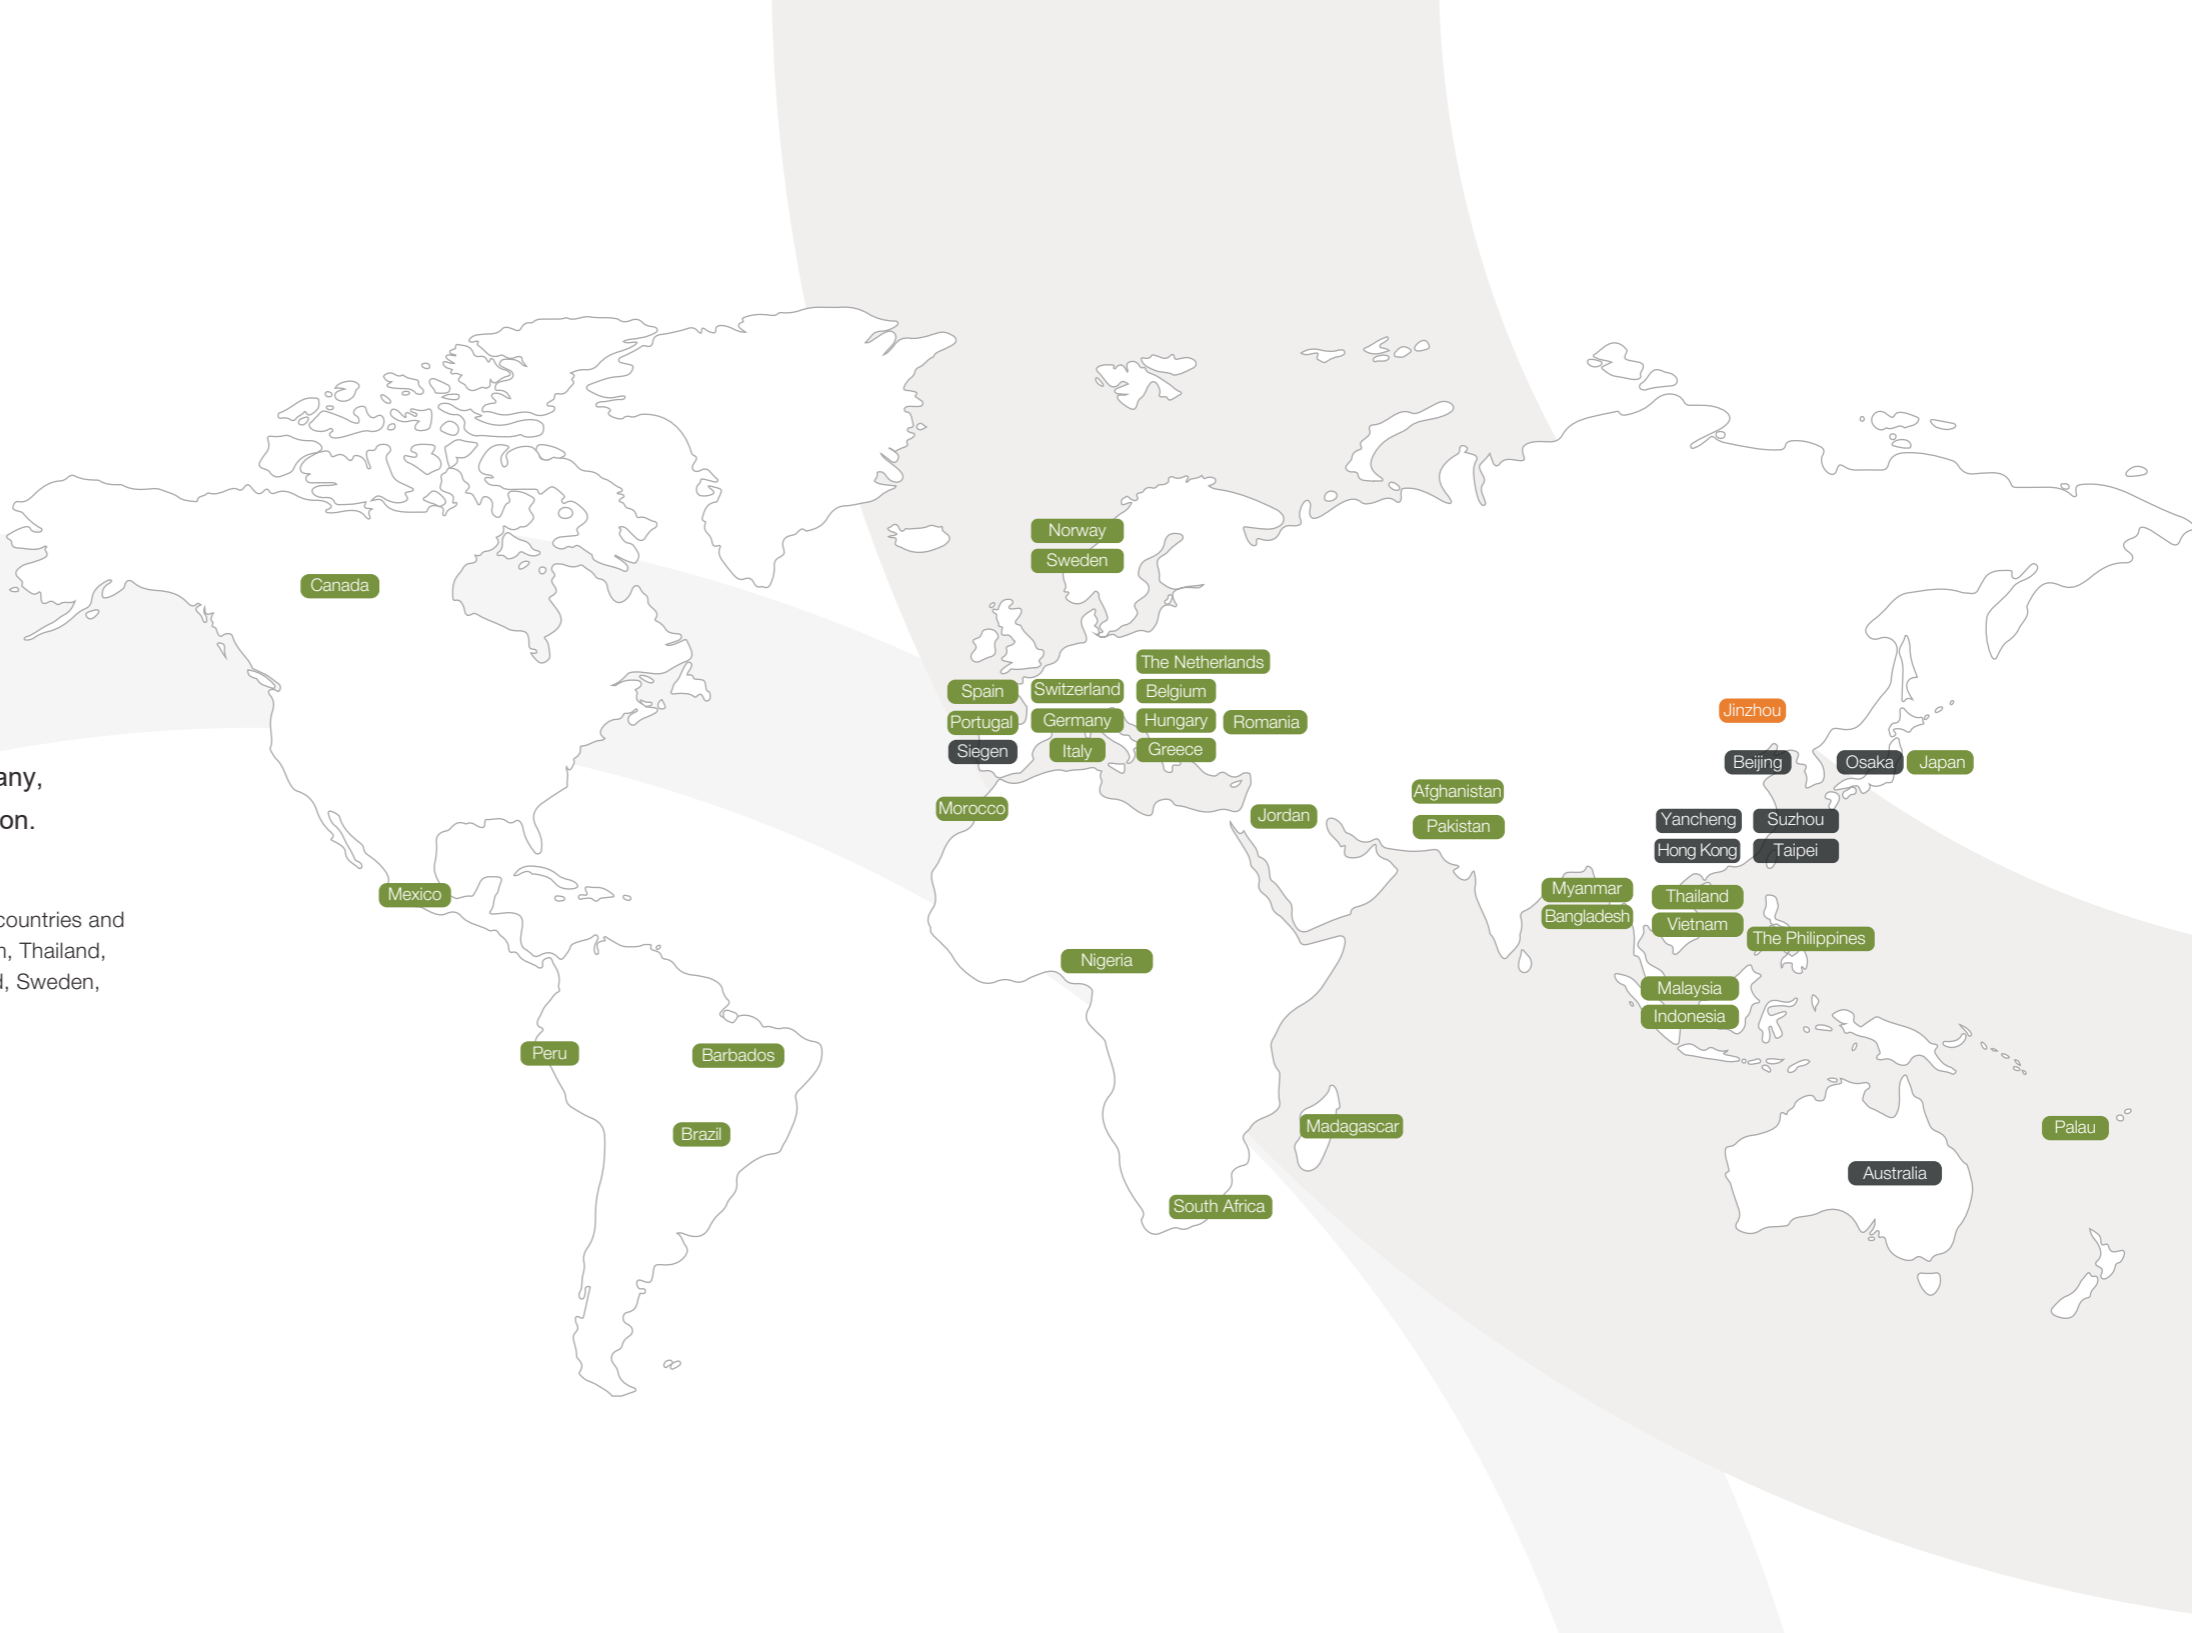 any,
on.
countries and
n, Thailand,
d, Sweden,
Canada
Mexico
Peru
Barbados
Brazil
Norway
Sweden
The Netherlands
Spain
Switzerland
Belgium
Portugal
Germany
Hungary
Romania
Siegen
Italy
Greece
Morocco
Jordan
Afghanistan
Pakistan
Nigeria
Madagascar
South Africa
Jinzhou
Beijing
Osaka
Japan
Yancheng
Suzhou
Hong Kong
Taipei
Myanmar
Bangladesh
Thailand
Vietnam
The Philippines
Malaysia
Indonesia
Palau
Australia